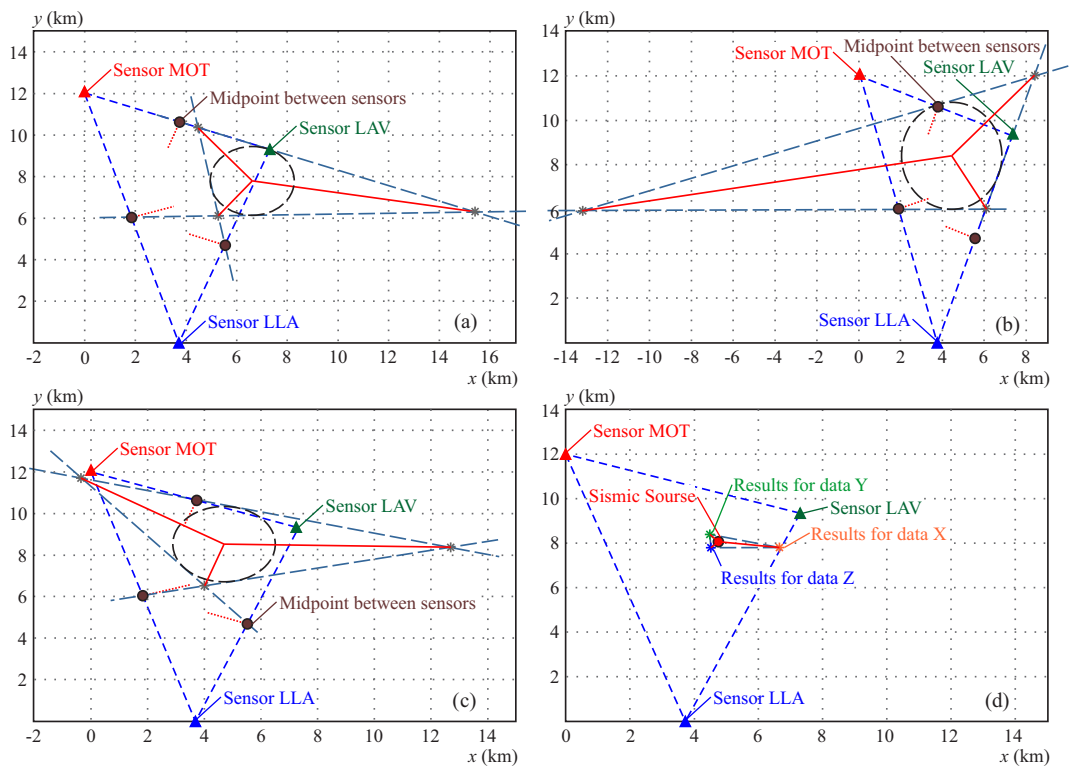 y (km)
14
12
10
8
6
4
2
-2
0
2
4
6
8
10
12
14
16
x (km)
Sensor MOT
Midpoint between sensors
Sensor LAV
Sensor LLA
(a)
y (km)
14
12
10
8
6
4
2
-14
-12
-10
-8
-6
-4
-2
0
2
4
6
8
x (km)
Sensor MOT
Midpoint between sensors
Sensor LAV
Sensor LLA
(b)
y (km)
14
12
10
8
6
4
2
-2
0
2
4
6
8
10
12
14
x (km)
Sensor MOT
Sensor LAV
Midpoint between sensors
Sensor LLA
(c)
y (km)
14
12
10
8
6
4
2
0
2
4
6
8
10
12
14
x (km)
Sensor MOT
Results for data Y
Sismic Sourse
Sensor LAV
Results for data X
Results for data Z
Sensor LLA
(d)